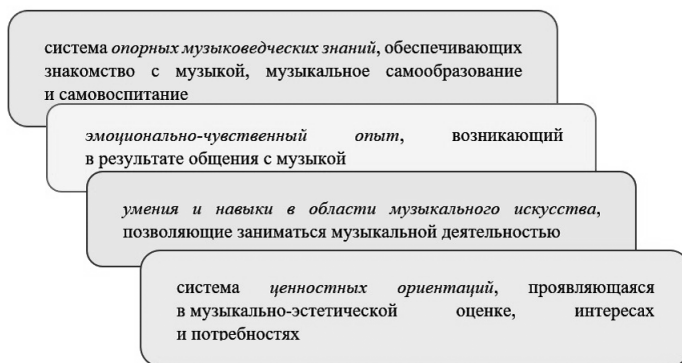 система опорных музыковедческих знаний, обеспечивающих
знакомство с музыкой, музыкальное самообразование
и самовоспитание
эмоционально-чувственный опыт, возникающий
в результате общения с музыкой
умения и навыки в области музыкального искусства,
позволяющие заниматься музыкальной деятельностью
система ценностных ориентаций, проявляющаяся
в музыкально-эстетической оценке, интересах
и потребностях